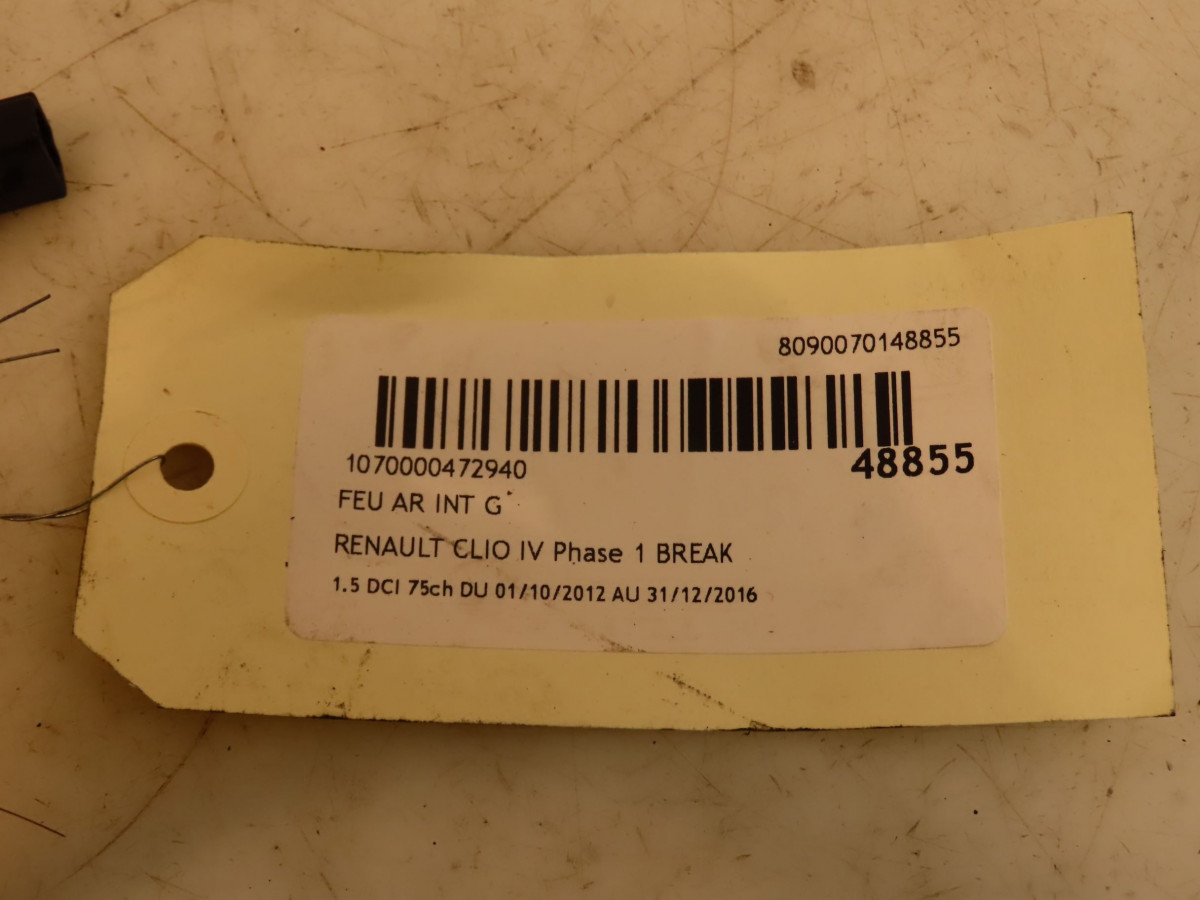 8090070148855
1070000472940
48855
FEU AR INT G
RENAULT CLIO IV Phase 1 BREAK
1.5 DCI 75ch DU 01/10/2012 AU 31/12/2016